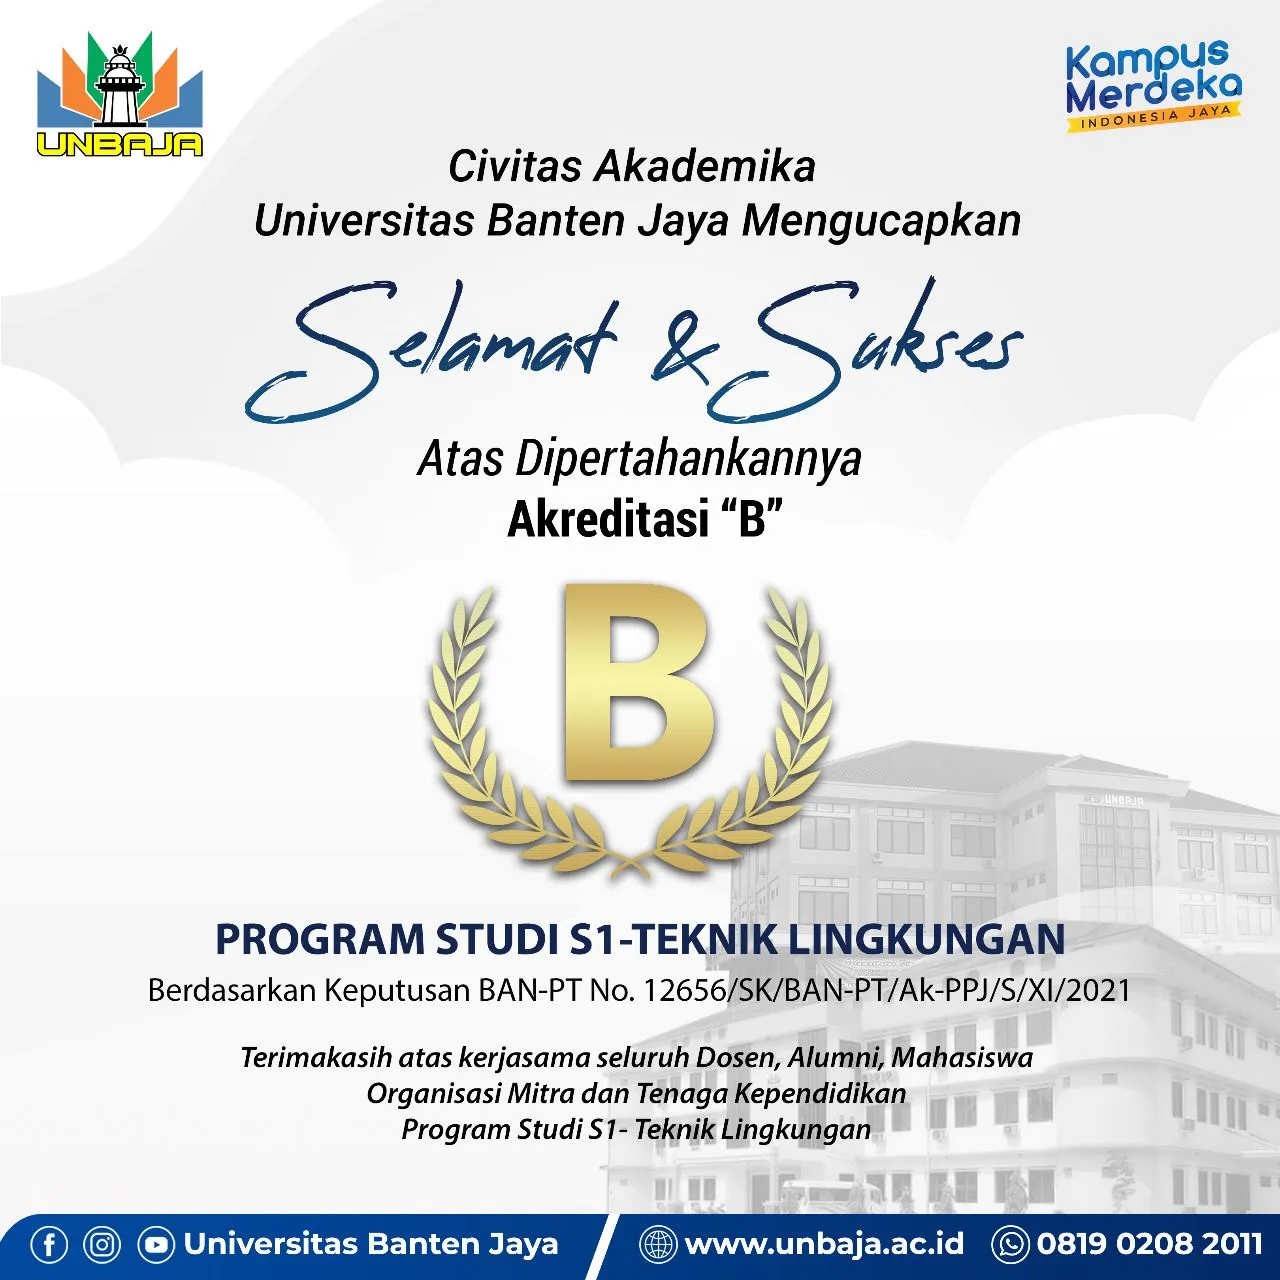 UNBAJA
Kampus
Merdeka
INDONESIA JAYA
Civitas Akademika
Universitas Banten Jaya Mengucapkan
Selamat & Sukses
Atas Dipertahankannya
Akreditasi “B”
B
UNBAJA
PROGRAM STUDI S1-TEKNIK LINGKUNGAN
Berdasarkan Keputusan BAN-PT No. 12656/SK/BAN-PT/Ak-PPJ/S/XI/2021
Terimakasih atas kerjasama seluruh Dosen, Alumni, Mahasiswa
Organisasi Mitra dan Tenaga Kependidikan
Program Studi S1- Teknik Lingkungan
Universitas Banten Jaya
www.unbaja.ac.id
0819 0208 2011